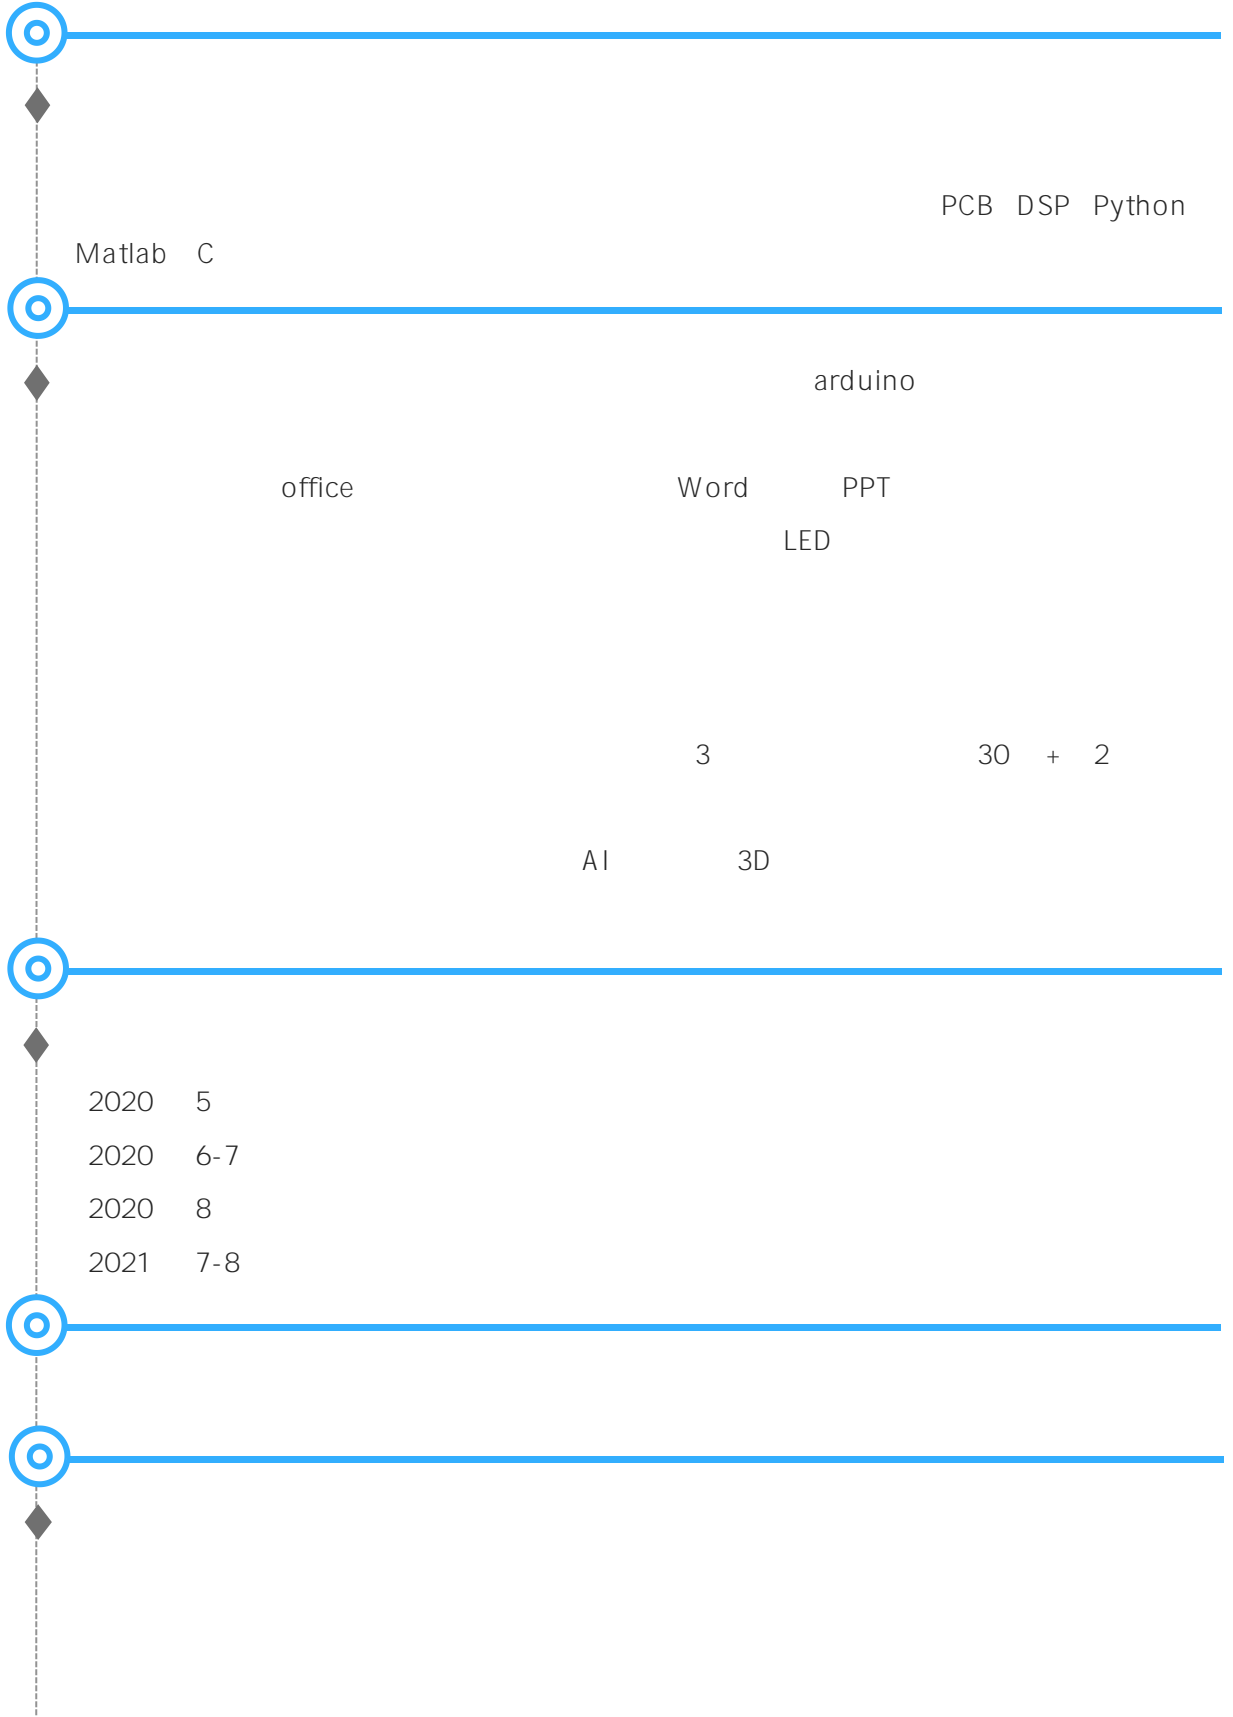 PCB DSP Python
Matlab C
arduino
office Word PPT
LED
3 30 + 2
AI 3D
2020 5
2020 6-7
2020 8
2021 7-8